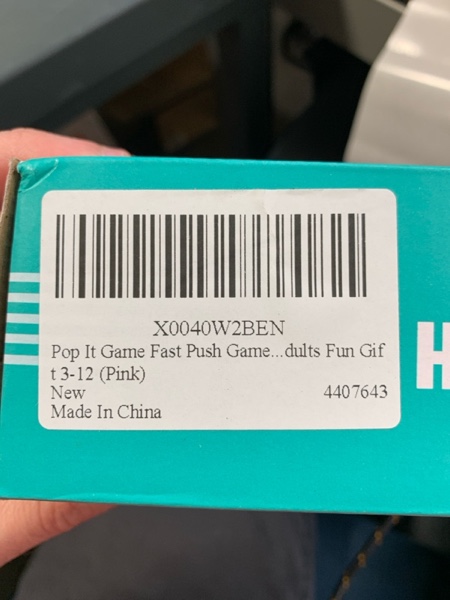 X0040W2BEN
Pop It Game Fast Push Game...dults Fun Gif
t 3-12 (Pink)
New 4407643
Made In China
H